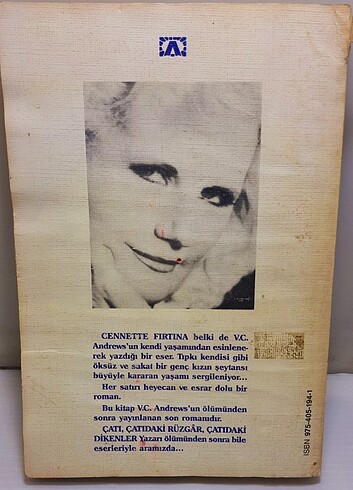 CENNETTE FIRTINA belki de V.C.
Andrews'un kendi yaşamından esinlene-
rek yazdığı bir eser. Tıpkı kendisi gibi
öksüz ve sakat bir genç kızın şeytansı
büyüyle kararan yaşamı sergileniyor...
Her satırı heyecan ve esrar dolu bir
roman.
Bu kitap V.C. Andrews'un ölümünden
sonra yayınlanan son romanıdır.
ÇATI, ÇATIDAKİ RÜZGÂR, ÇATIDAKİ
DİKENLER Yazarı ölümünden sonra bile
eserleriyle aramızda...
ISBN 975-405-194-1